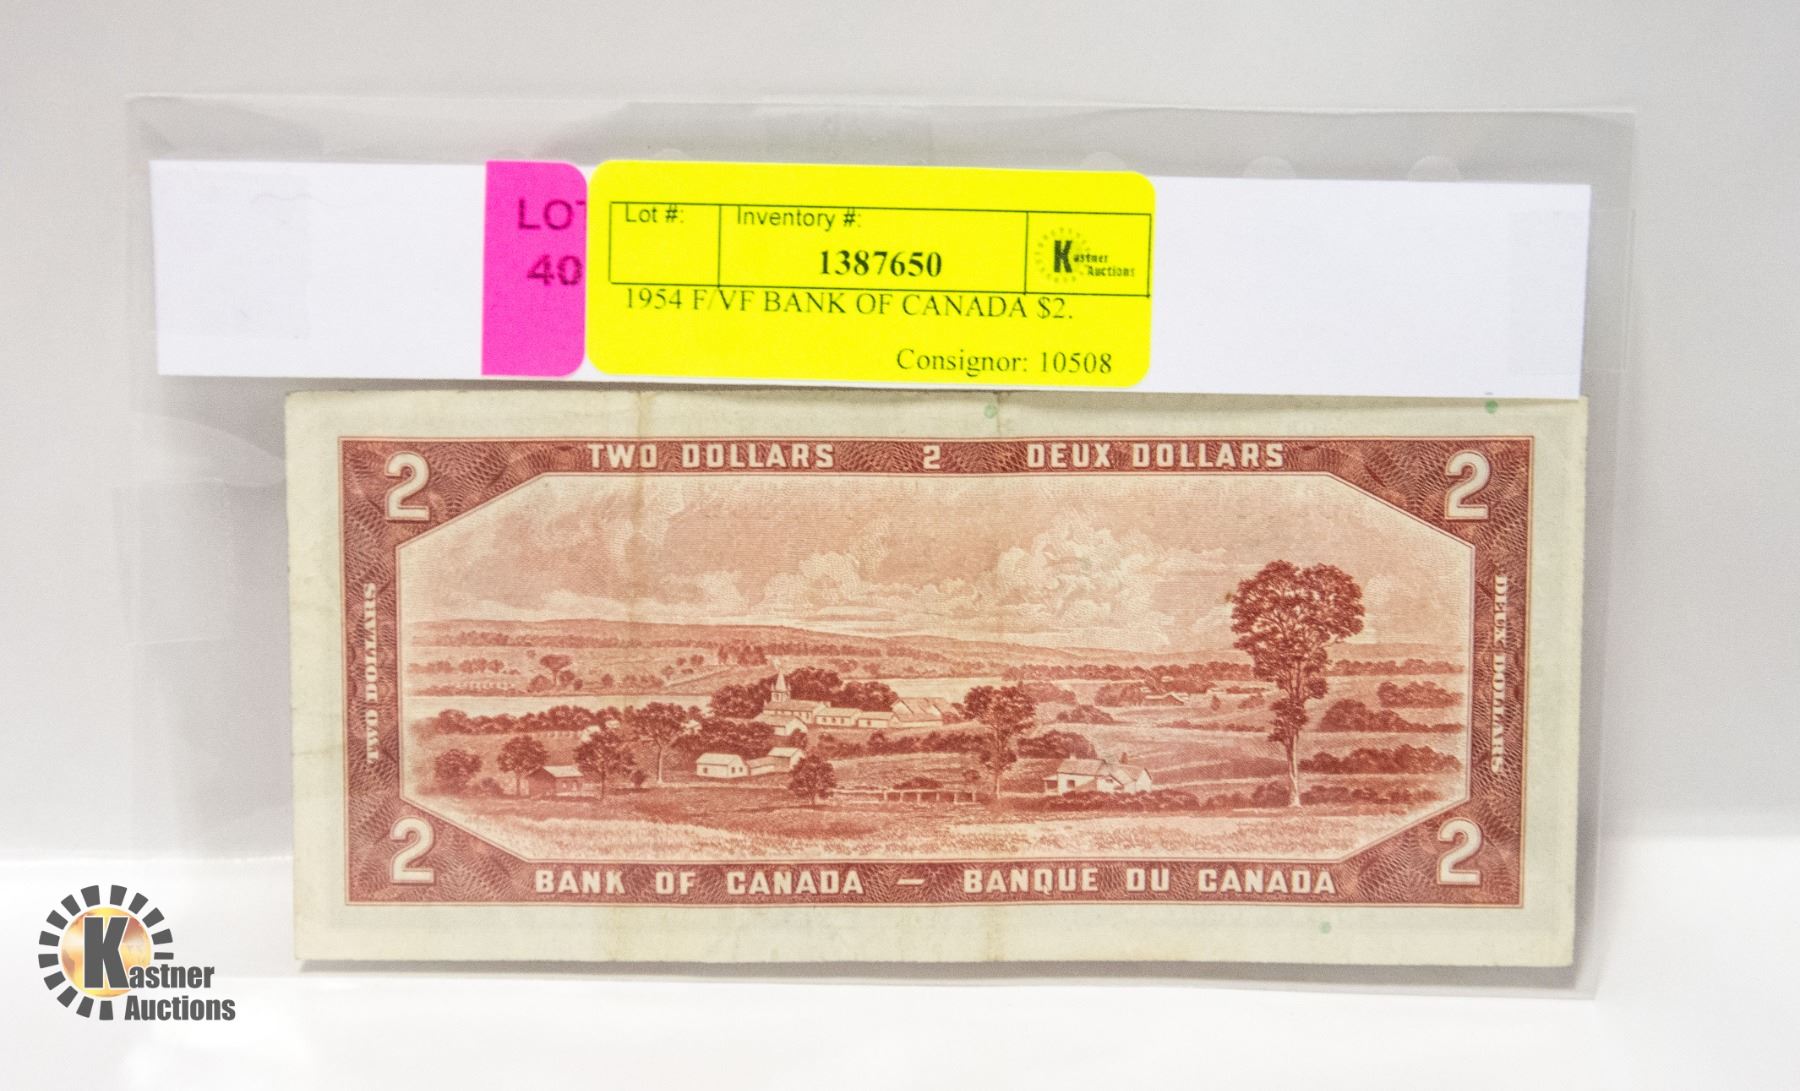 LOT
40
Lot #:
Inventory #:
1387650
Kastner
Auctions
1954 F/VF BANK OF CANADA $2.
Consignor: 10508
TWO DOLLARS 2 DEUX DOLLARS
2 2
TWO DOLLARS
DEUX DOLLARS
2 2
BANK OF CANADA — BANQUE DU CANADA
Kastner
Auctions